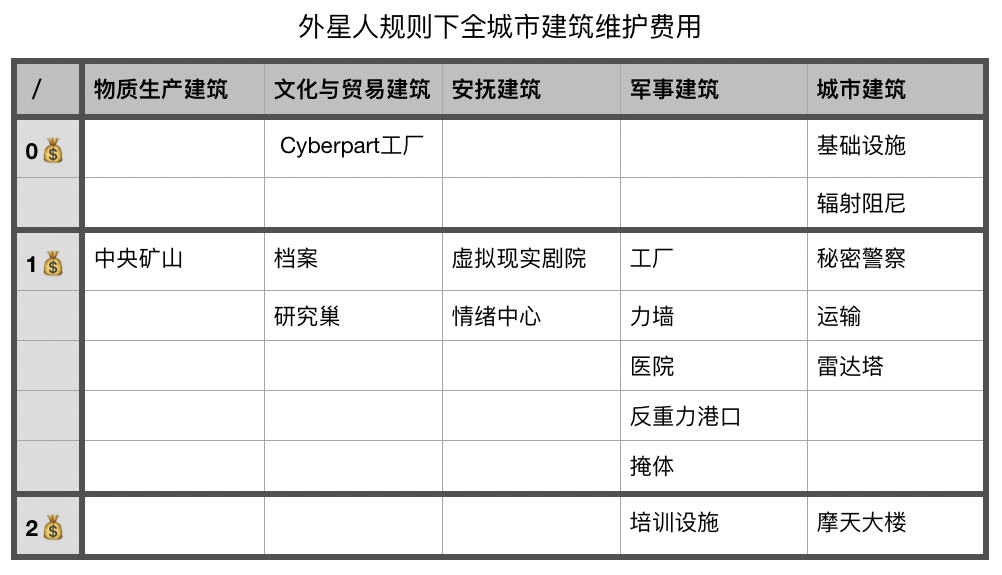 外星人规则下全城市建筑维护费用
/ 物质生产建筑 文化与贸易建筑 安抚建筑 军事建筑 城市建筑
0💰 Cyberpart工厂 基础设施
辐射阻尼
1💰 中央矿山 档案 虚拟现实剧院 工厂 秘密警察
研究巢 情绪中心 力墙 运输
医院 雷达塔
反重力港口
掩体
2💰 培训设施 摩天大楼